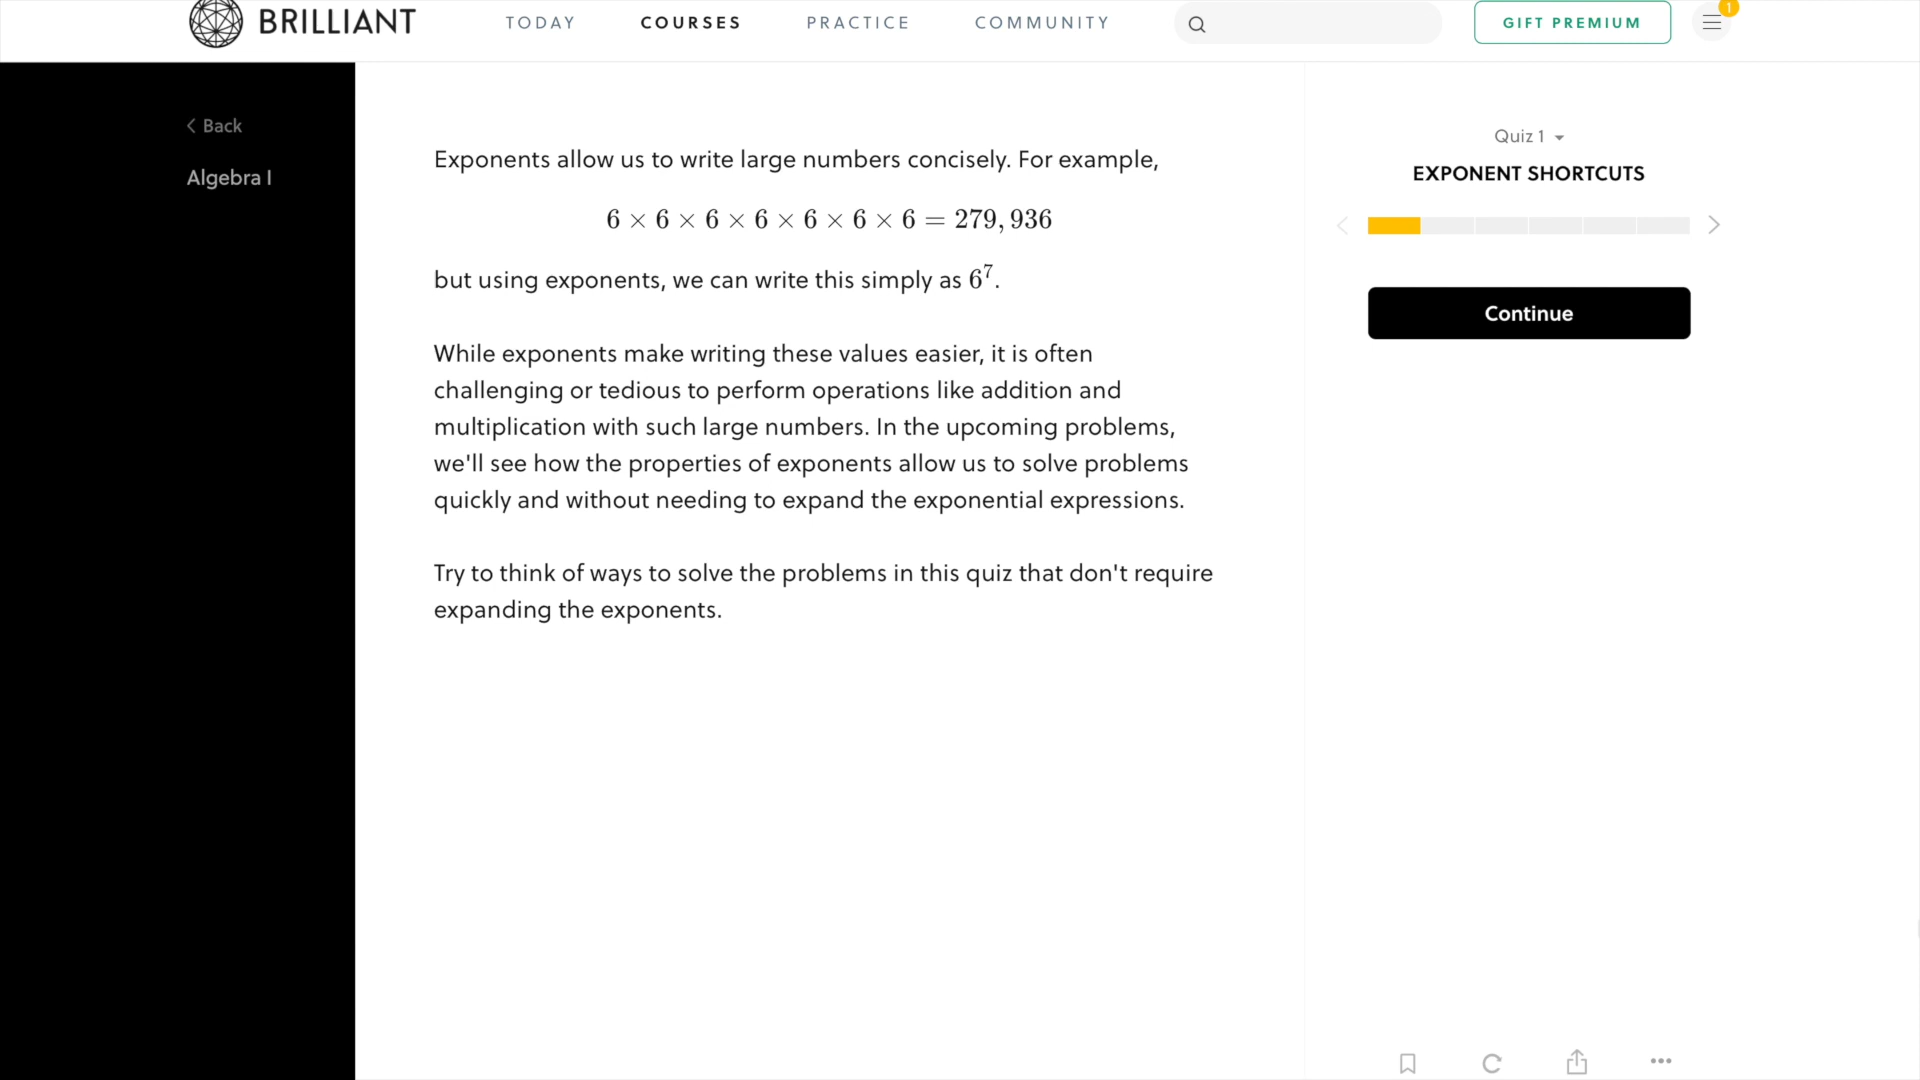 BRILLIANT
TODAY
COURSES
PRACTICE
COMMUNITY
GIFT PREMIUM
1
Back
Algebra I
Exponents allow us to write large numbers concisely. For example,
6 × 6 × 6 × 6 × 6 × 6 × 6 = 279, 936
but using exponents, we can write this simply as 6⁷.
While exponents make writing these values easier, it is often
challenging or tedious to perform operations like addition and
multiplication with such large numbers. In the upcoming problems,
we'll see how the properties of exponents allow us to solve problems
quickly and without needing to expand the exponential expressions.
Try to think of ways to solve the problems in this quiz that don't require
expanding the exponents.
Quiz 1
EXPONENT SHORTCUTS
Continue